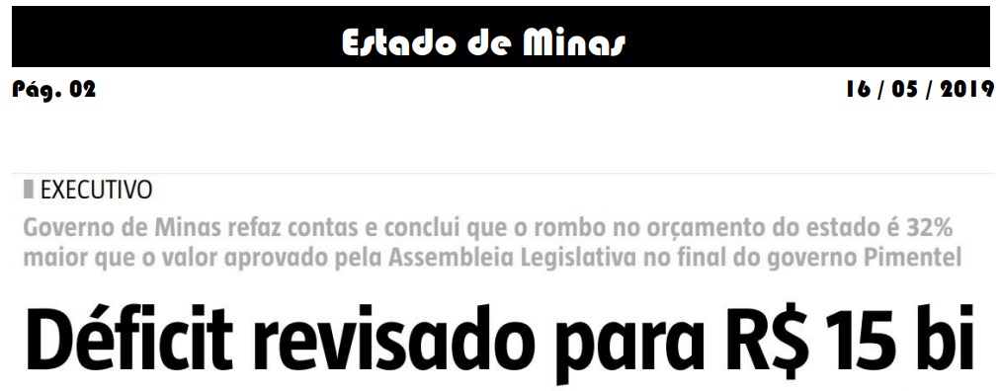 Estado de Minas
Pág. 02
16 / 05 / 2019
EXECUTIVO
Governo de Minas refaz contas e conclui que o rombo no orçamento do estado é 32%
maior que o valor aprovado pela Assembleia Legislativa no final do governo Pimentel
Déficit revisado para R$ 15 bi